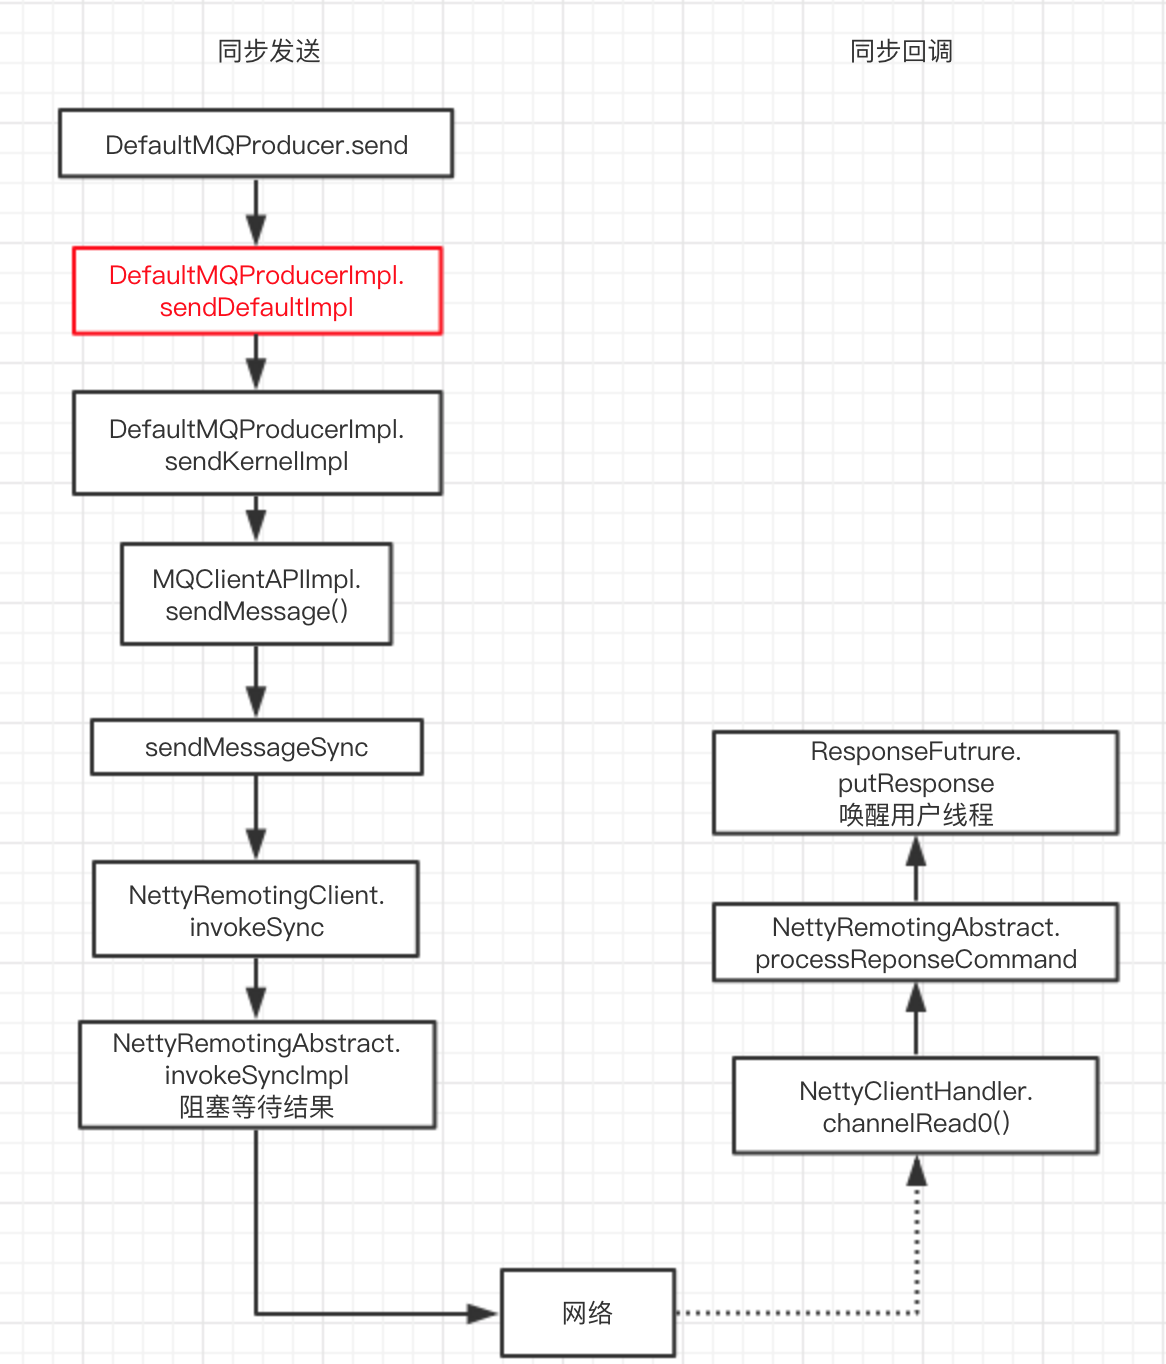 同步发送
同步回调
DefaultMQProducer.send
DefaultMQProducerImpl.
sendDefaultImpl
DefaultMQProducerImpl.
sendKernelImpl
MQClientAPIImpl.
sendMessage()
sendMessageSync
NettyRemotingClient.
invokeSync
NettyRemotingAbstract.
invokeSyncImpl
阻塞等待结果
网络
NettyClientHandler.
channelRead0()
NettyRemotingAbstract.
processReponseCommand
ResponseFutrure.
putResponse
唤醒用户线程